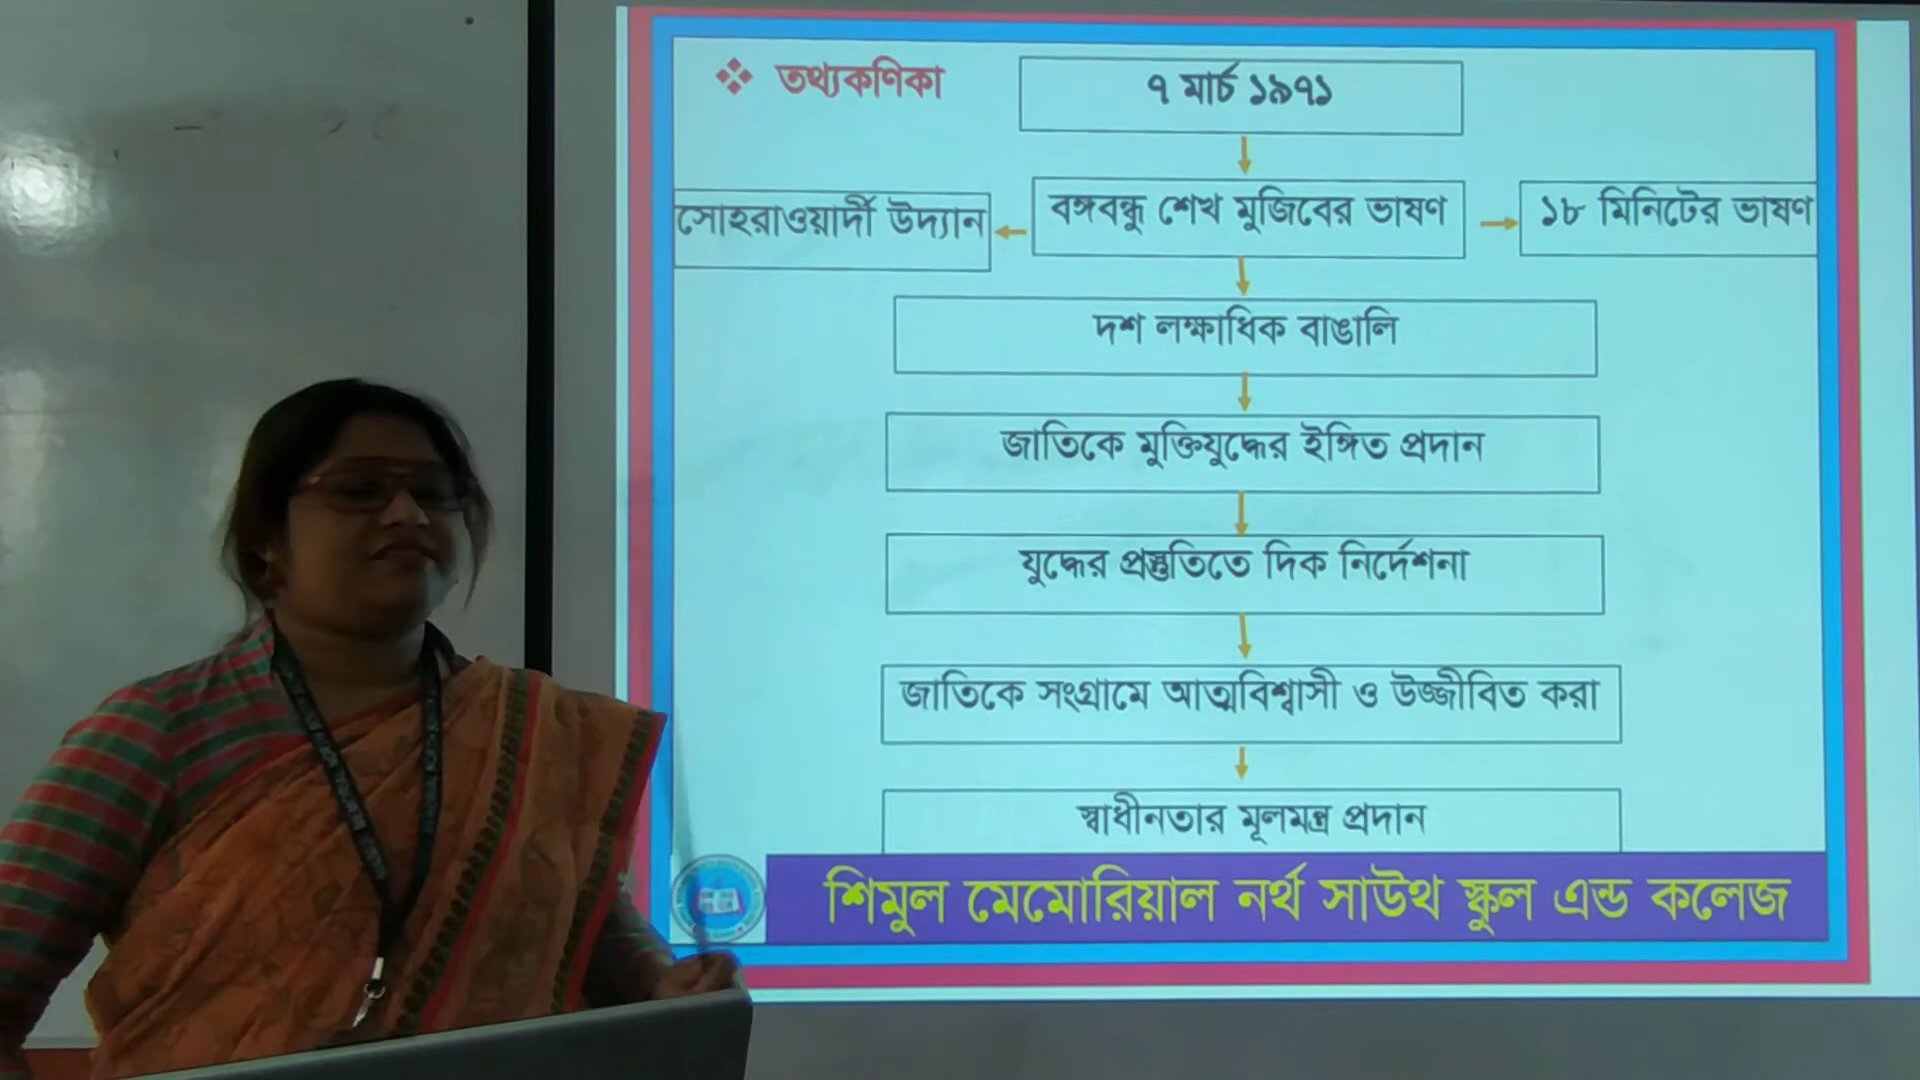 ❖ তথ্যকণিকা
৭ মার্চ ১৯৭১
সোহরাওয়ার্দী উদ্যান
বঙ্গবন্ধু শেখ মুজিবের ভাষণ
১৮ মিনিটের ভাষণ
দশ লক্ষাধিক বাঙালি
জাতিকে মুক্তিযুদ্ধের ইঙ্গিত প্রদান
যুদ্ধের প্রস্তুতিতে দিক নির্দেশনা
জাতিকে সংগ্রামে আত্মবিশ্বাসী ও উজ্জীবিত করা
স্বাধীনতার মূলমন্ত্র প্রদান
শিমুল মেমোরিয়াল নর্থ সাউথ স্কুল এন্ড কলেজ